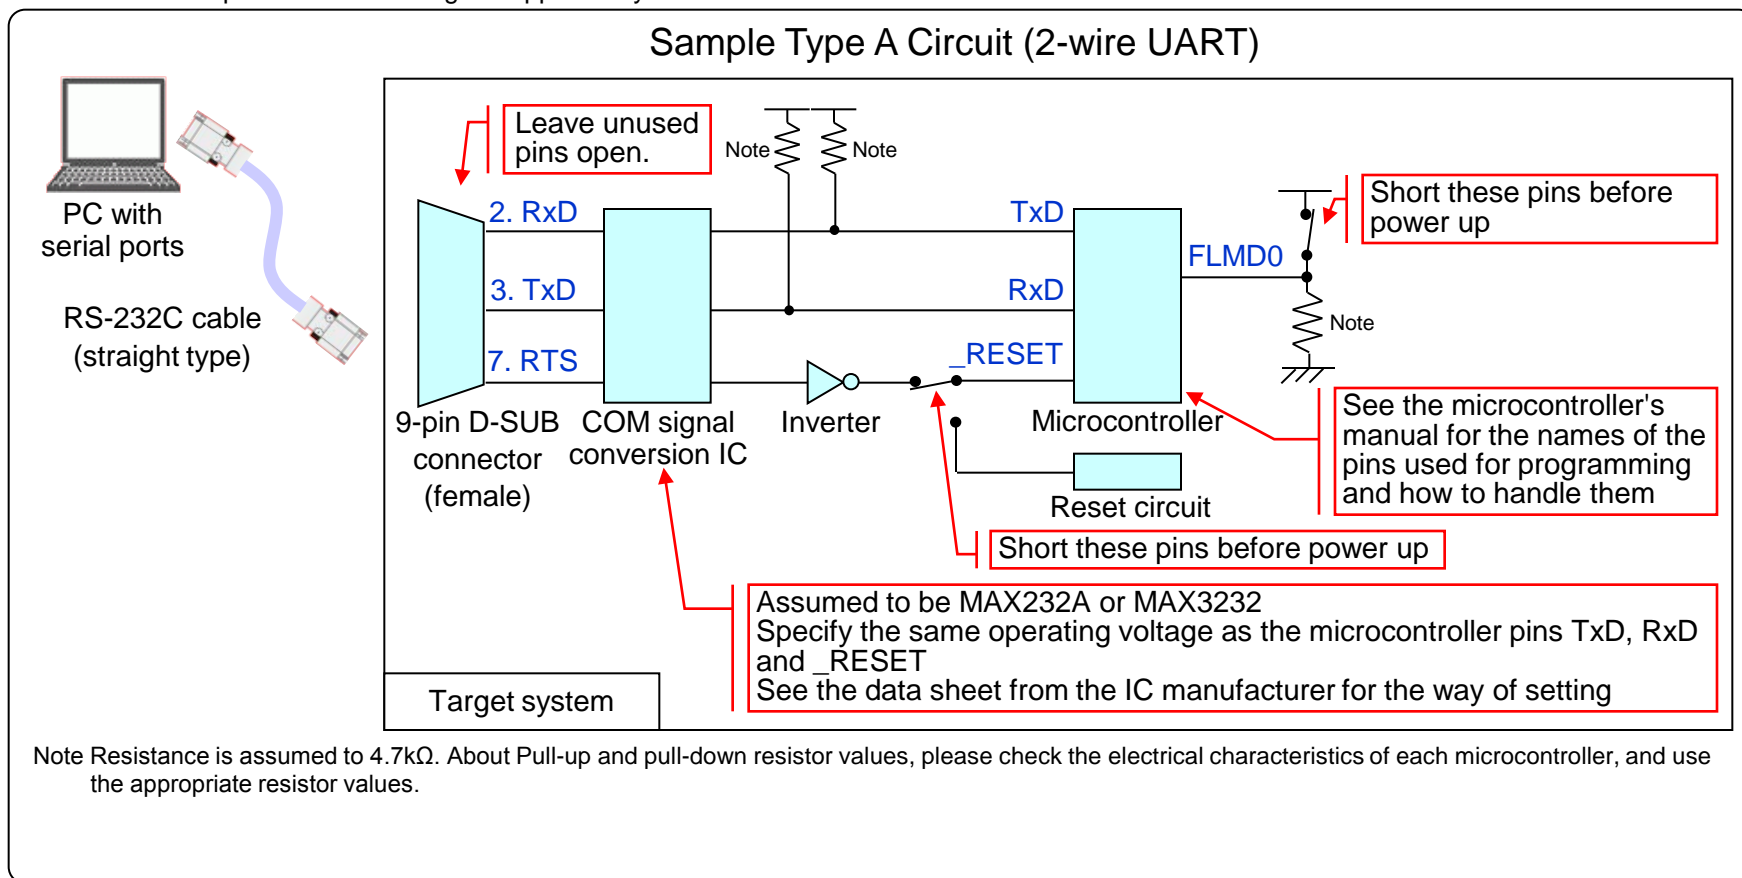 Sample Type A Circuit (2-wire UART)
Leave unused
pins open.
Note
Note
Short these pins before
power up
PC with
serial ports
2. RxD
TxD
FLMD0
3. TxD
RxD
RS-232C cable
(straight type)
Note
7. RTS
_RESET
9-pin D-SUB
connector
(female)
COM signal
conversion IC
Inverter
Microcontroller
See the microcontroller's
manual for the names of the
pins used for programming
and how to handle them
Reset circuit
Short these pins before power up
Assumed to be MAX232A or MAX3232
Specify the same operating voltage as the microcontroller pins TxD, RxD
and _RESET
See the data sheet from the IC manufacturer for the way of setting
Target system
Note Resistance is assumed to 4.7kΩ. About Pull-up and pull-down resistor values, please check the electrical characteristics of each microcontroller, and use
the appropriate resistor values.